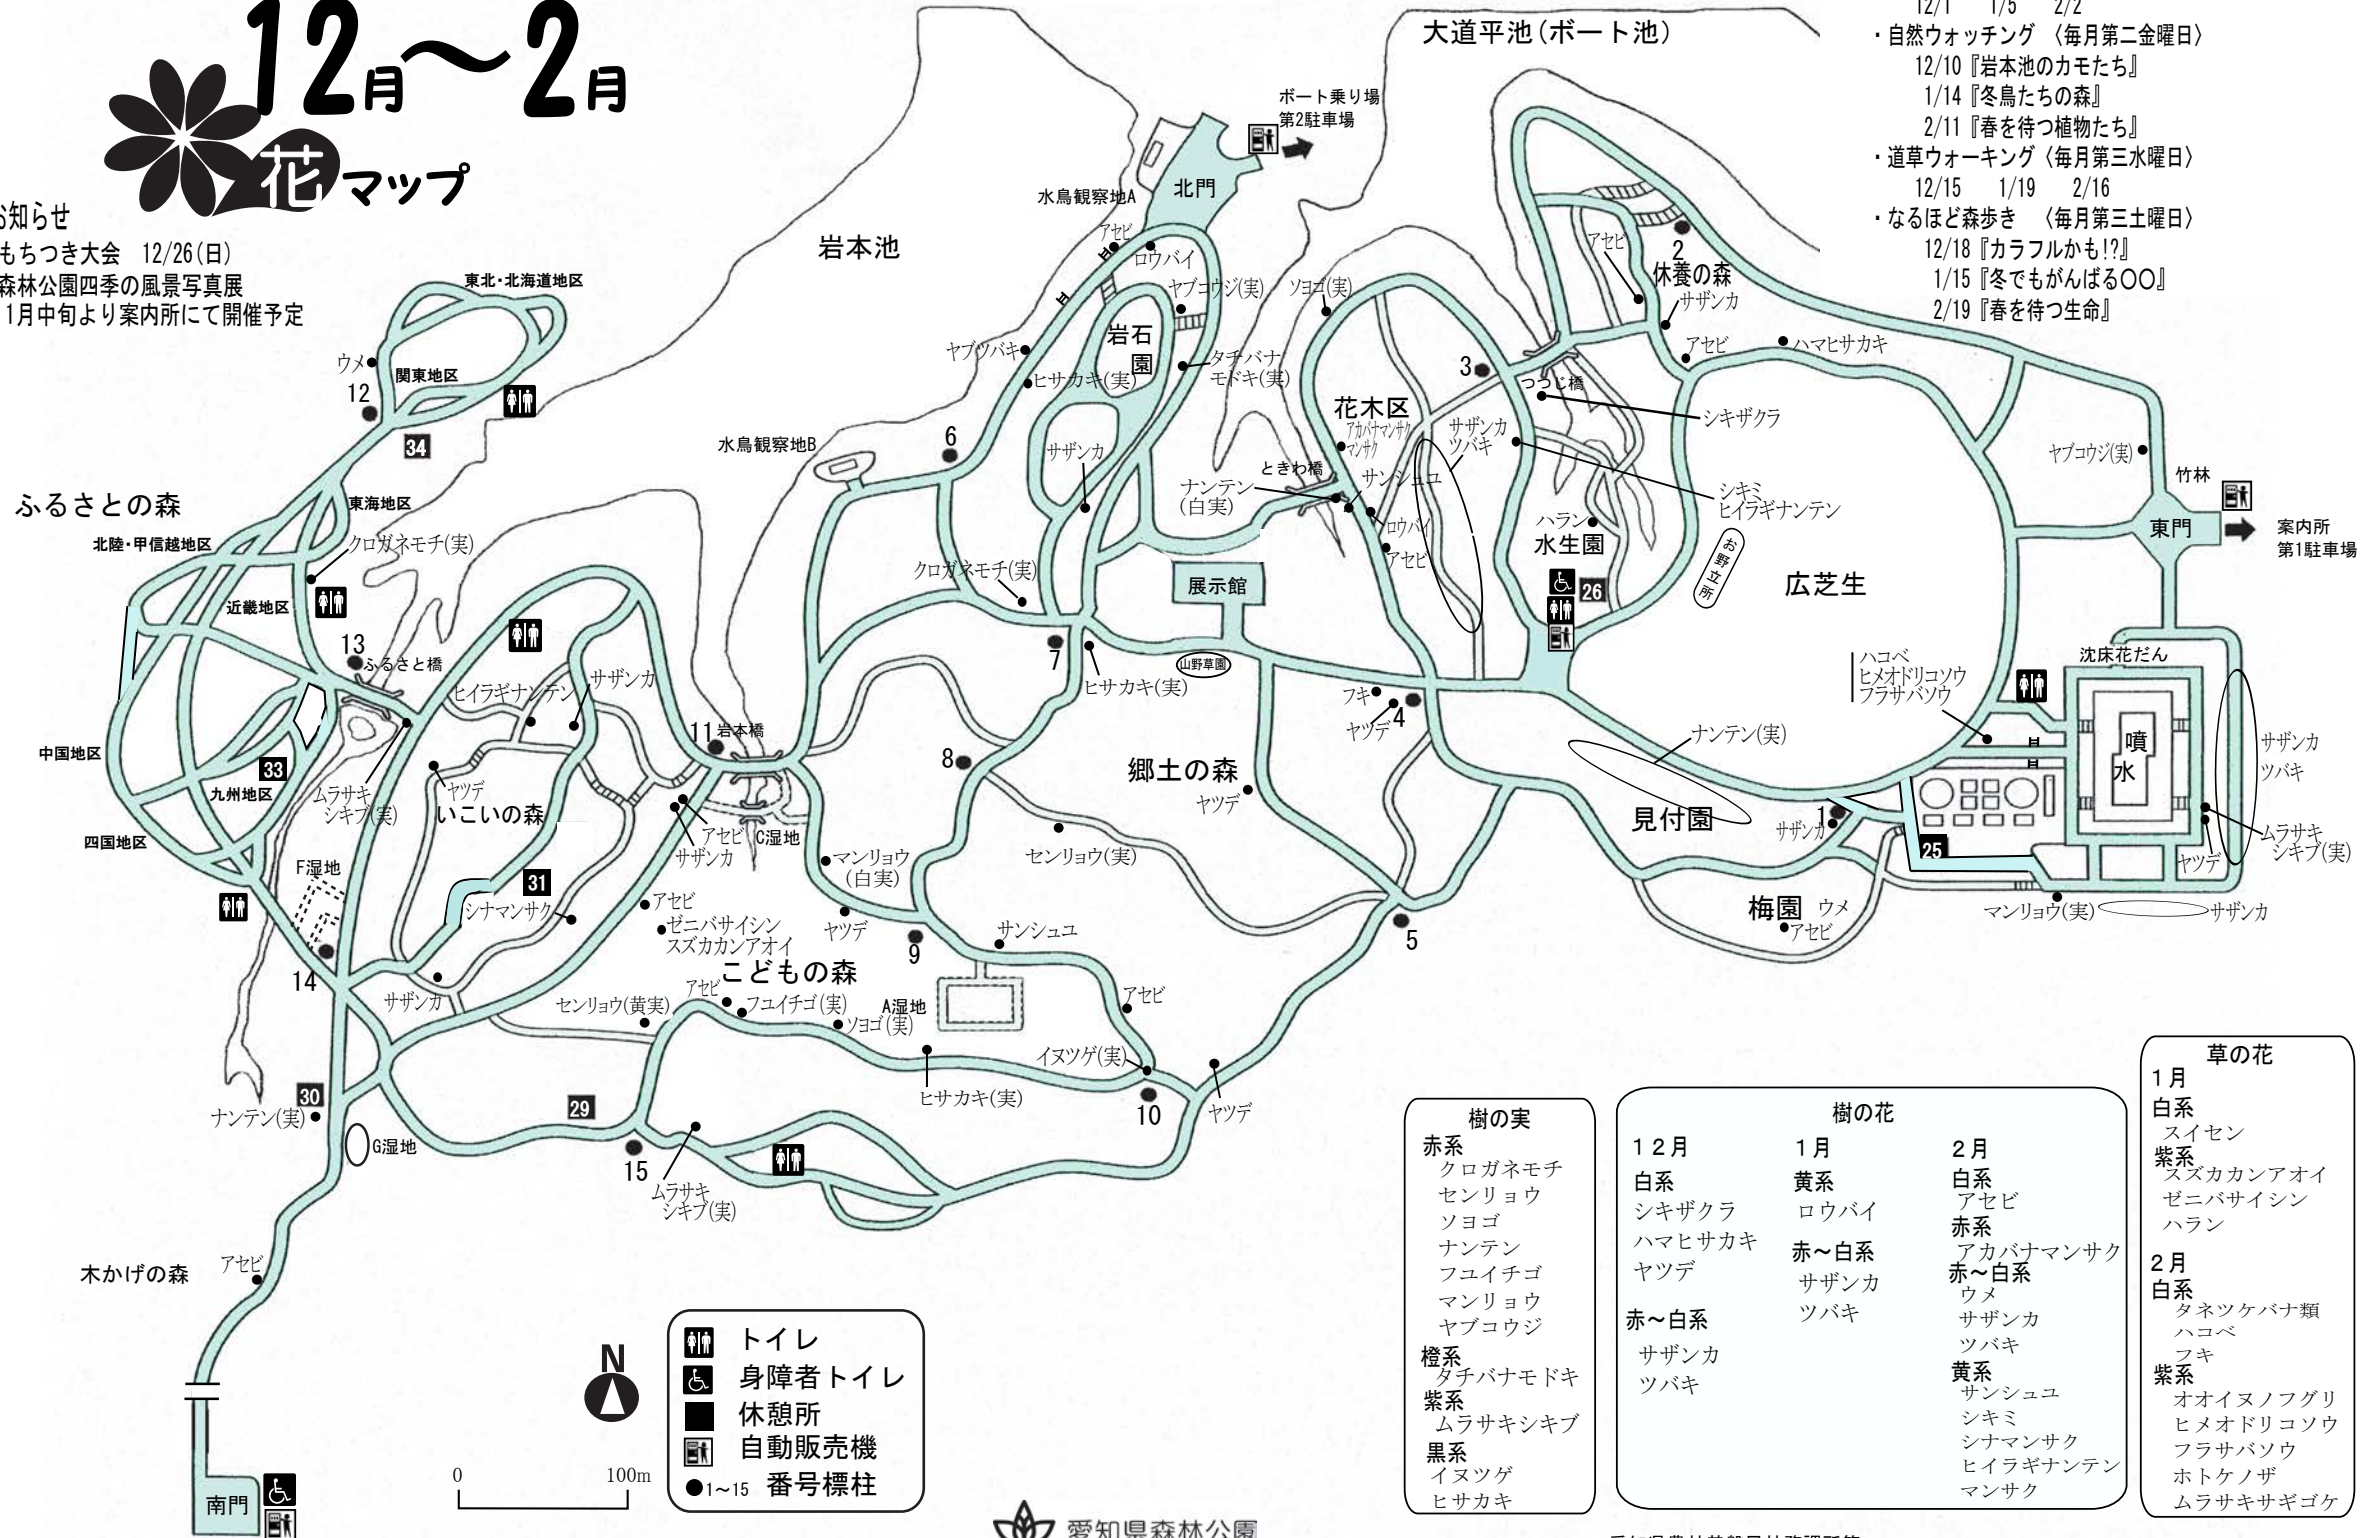 12月～2月
花マップ
お知らせ
もちつき大会　12/26(日)
森林公園四季の風景写真展
1月中旬より案内所にて開催予定
12/1　1/5　2/2
・自然ウォッチング　〈毎月第二金曜日〉
12/10『岩本池のカモたち』
1/14『冬鳥たちの森』
2/11『春を待つ植物たち』
・道草ウォーキング〈毎月第三水曜日〉
12/15　1/19　2/16
・なるほど森歩き　〈毎月第三土曜日〉
12/18『カラフルかも!?』
1/15『冬でもがんばる〇〇』
2/19『春を待つ生命』
大道平池(ボート池)
ボート乗り場
第2駐車場
北門
水鳥観察地A
アセビ
ロウバイ
岩本池
ヤブコウジ(実)
ソヨゴ(実)
岩石園
タチバナ
モドキ(実)
ヤブツバキ
ヒサカキ(実)
サザンカ
水鳥観察地B
6
アセビ
2
休養の森
サザンカ
アセビ
ハマヒサカキ
3
つつじ橋
シキザクラ
花木区
アカバナマンサク
マンサク
サザンカ
ツバキ
ときわ橋
サンシュユ
ナンテン
(白実)
ロウバイ
アセビ
シキミ
ヒイラギナンテン
ハラン
水生園
お野立所
26
広芝生
ヤブコウジ(実)
竹林
東門
案内所
第1駐車場
東北・北海道地区
ウメ
12
関東地区
34
ふるさとの森
東海地区
北陸・甲信越地区
クロガネモチ(実)
近畿地区
13
ふるさと橋
ヒイラギナンテン
サザンカ
中国地区
33
九州地区
ムラサキ
シキブ(実)
ヤツデ
いこいの森
四国地区
F湿地
31
シナマンサク
14
サザンカ
11
岩本橋
アセビ
サザンカ
C湿地
クロガネモチ(実)
7
ヒサカキ(実)
展示館
山野草園
8
郷土の森
ヤツデ
センリョウ(実)
フキ
ヤツデ
4
ナンテン(実)
見付園
ハコベ
ヒメオドリコソウ
フラサバソウ
沈床花だん
噴水
サザンカ
ツバキ
ムラサキ
シキブ(実)
ヤツデ
1
サザンカ
25
梅園
ウメ
アセビ
マンリョウ(実)
サザンカ
マンリョウ
(白実)
ヤツデ
9
サンシュユ
アセビ
ゼニバサイシン
スズカカンアオイ
こどもの森
アセビ
フユイチゴ(実)
センリョウ(黄実)
ソヨゴ(実)
A湿地
アセビ
5
イヌツゲ(実)
ヒサカキ(実)
10
ヤツデ
30
ナンテン(実)
G湿地
29
15
ムラサキ
シキブ(実)
木かげの森
アセビ
南門
N
0
100m
トイレ
身障者トイレ
休憩所
自動販売機
1～15 番号標柱
樹の実
赤系
クロガネモチ
センリョウ
ソヨゴ
ナンテン
フユイチゴ
マンリョウ
ヤブコウジ
橙系
タチバナモドキ
紫系
ムラサキシキブ
黒系
イヌツゲ
ヒサカキ
樹の花
12月
白系
シキザクラ
ハマヒサカキ
ヤツデ
赤～白系
サザンカ
ツバキ
1月
黄系
ロウバイ
赤～白系
サザンカ
ツバキ
2月
白系
アセビ
赤系
アカバナマンサク
赤～白系
ウメ
サザンカ
ツバキ
黄系
サンシュユ
シキミ
シナマンサク
ヒイラギナンテン
マンサク
草の花
1月
白系
スイセン
紫系
スズカカンアオイ
ゼニバサイシン
ハラン
2月
白系
タネツケバナ類
ハコベ
フキ
紫系
オオイヌノフグリ
ヒメオドリコソウ
フラサバソウ
ホトケノザ
ムラサキサギゴケ
愛知県森林公園